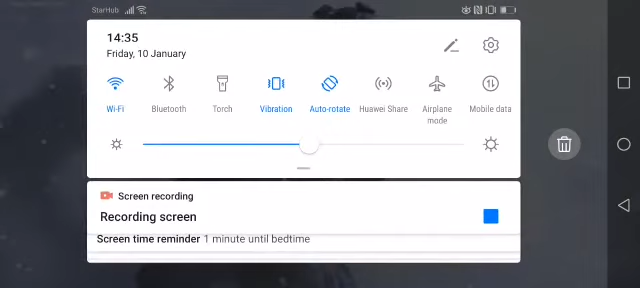 StarHub
14:35
Friday, 10 January
Wi-Fi
Bluetooth
Torch
Vibration
Auto-rotate
Huawei Share
Airplane
mode
Mobile data
Screen recording
Recording screen
Screen time reminder 1 minute until bedtime